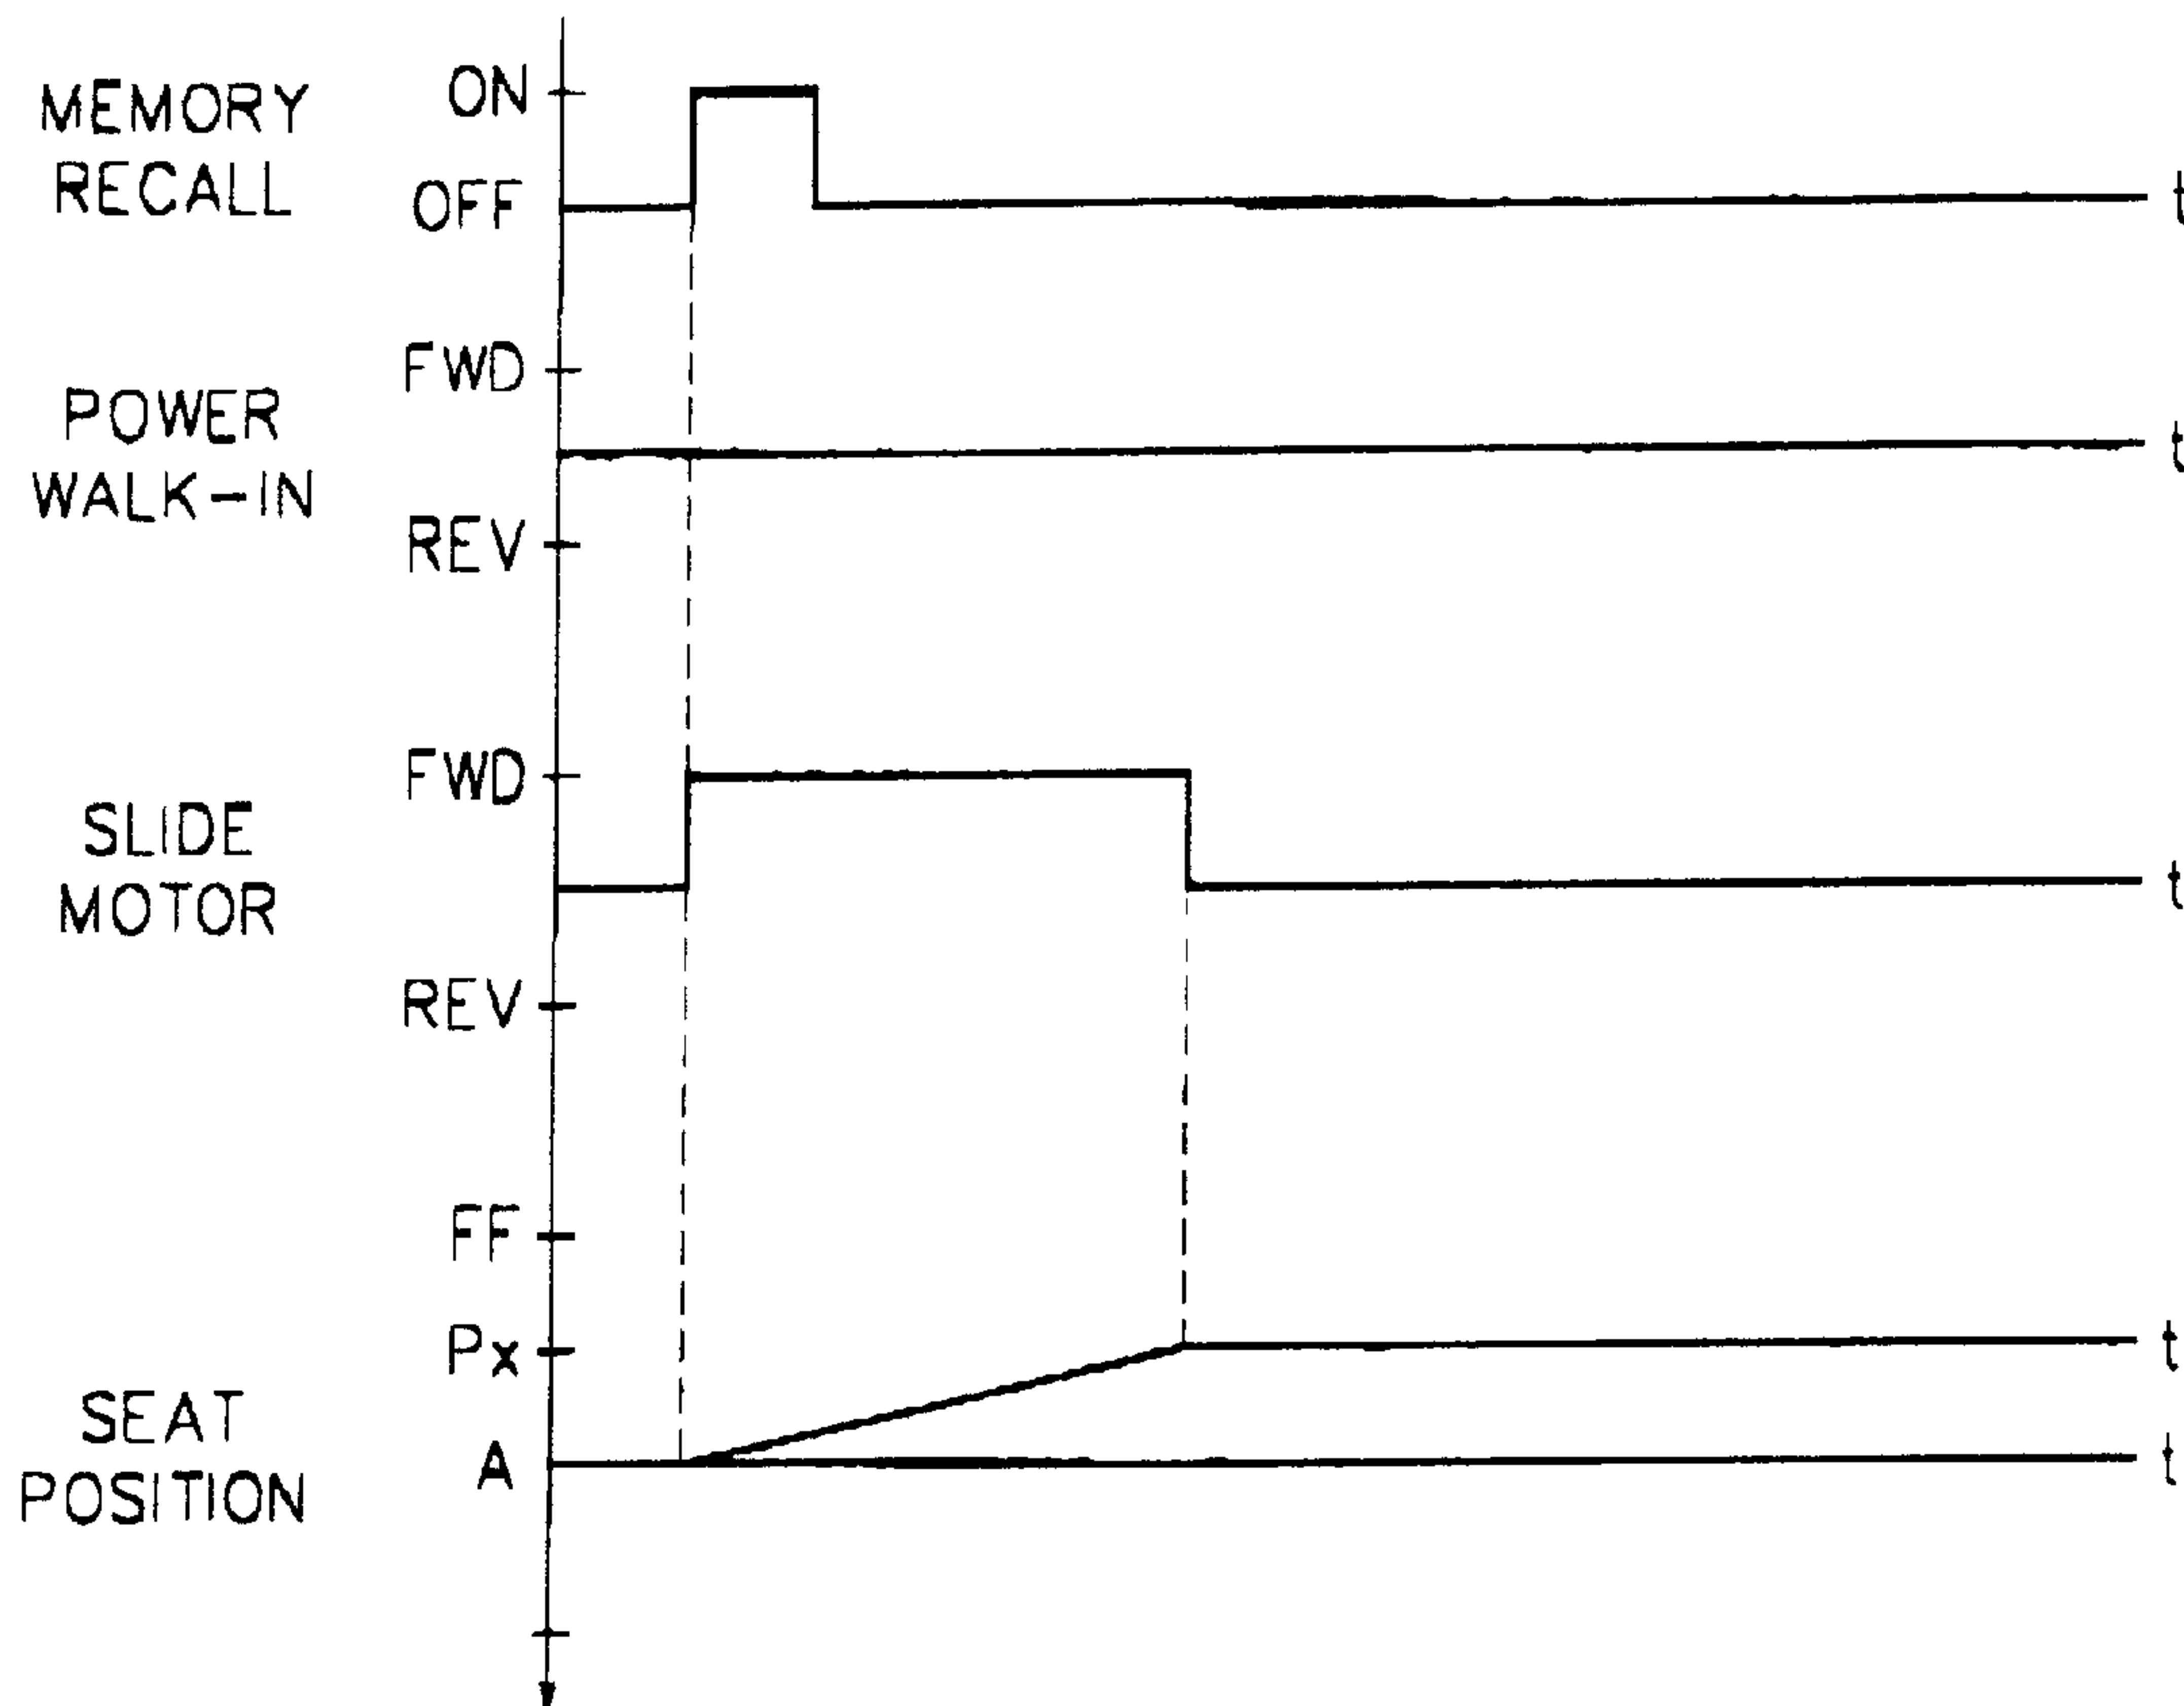 MEMORY
RECALL
ON
OFF
t
POWER
WALK-IN
FWD
REV
t
SLIDE
MOTOR
FWD
REV
t
SEAT
POSITION
FF
Px
A
t
t